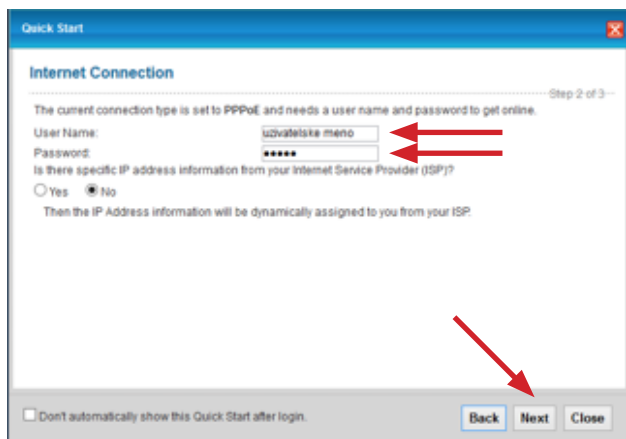 Quick Start
Internet Connection
Step 2 of 3
The current connection type is set to PPPoE and needs a user name and password to get online.
User Name: uzivatelske meno
Password: •••••
Is there specific IP address information from your Internet Service Provider (ISP)?
Yes No
Then the IP Address information will be dynamically assigned to you from your ISP.
Don't automatically show this Quick Start after login.
Back Next Close